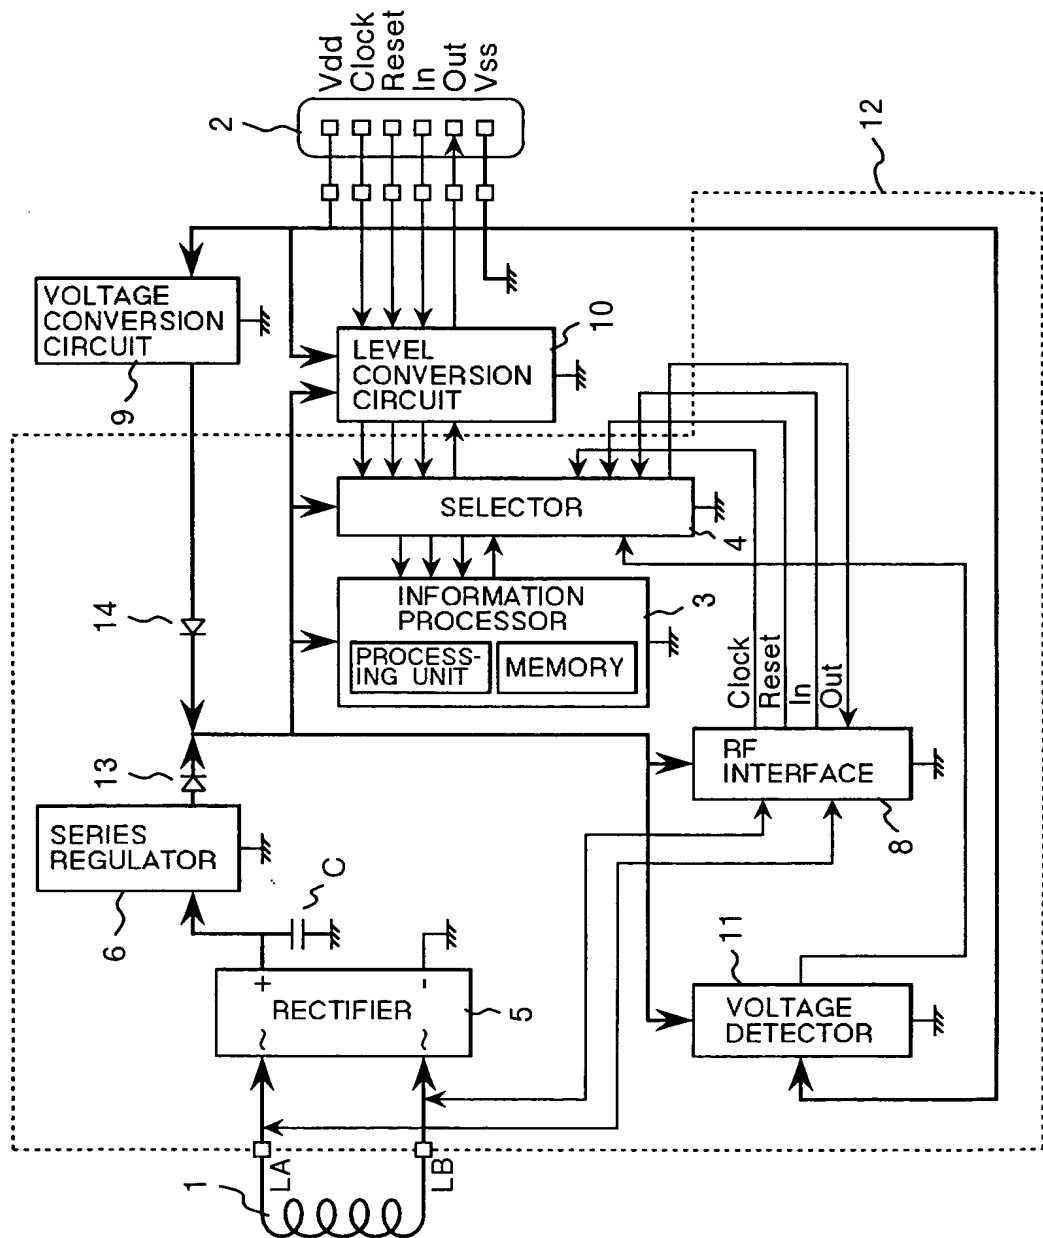 2
Vdd
Clock
Reset
In
Out
Vss
12
VOLTAGE
CONVERSION
CIRCUIT
9
LEVEL
CONVERSION
CIRCUIT
10
SELECTOR
4
14
INFORMATION
PROCESSOR
PROCESS-
ING UNIT
MEMORY
3
Clock
Reset
In
Out
13
SERIES
REGULATOR
6
C
RF
INTERFACE
8
+
-
RECTIFIER
~
~
5
11
VOLTAGE
DETECTOR
1
LA
LB